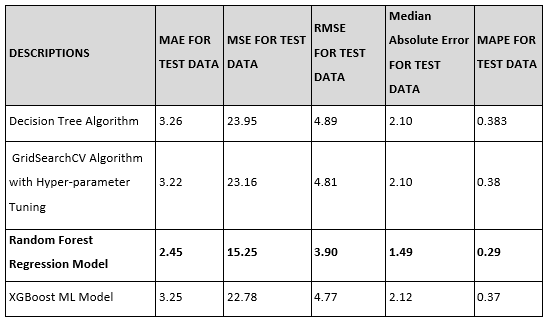 DESCRIPTIONS
MAE FOR
TEST DATA
MSE FOR TEST
DATA
RMSE
FOR TEST
DATA
Median
Absolute Error
FOR TEST
DATA
MAPE FOR
TEST DATA
Decision Tree Algorithm 3.26 23.95 4.89 2.10 0.383
GridSearchCV Algorithm
with Hyper-parameter 3.22 23.16 4.81 2.10 0.38
Tuning
Random Forest
Regression Model
2.45 15.25 3.90 1.49 0.29
XGBoost ML Model 3.25 22.78 4.77 2.12 0.37